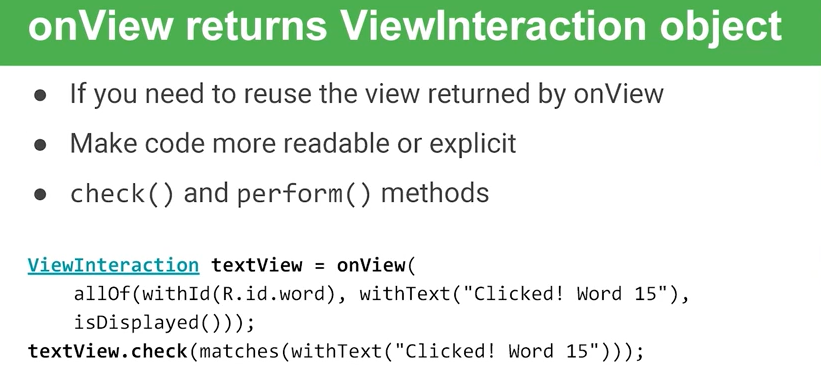 onView returns ViewInteraction object
● If you need to reuse the view returned by onView
● Make code more readable or explicit
● check() and perform() methods
ViewInteraction textView = onView(
allOf(withId(R.id.word), withText("Clicked! Word 15"),
isDisplayed()));
textView.check(matches(withText("Clicked! Word 15")));